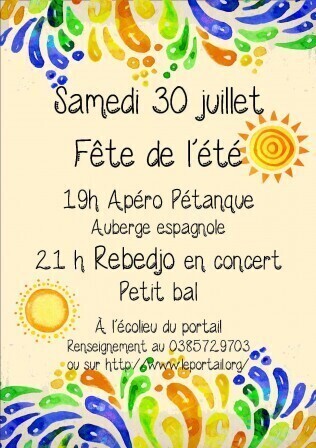 Samedi 30 juillet
Fête de l'été
19h Apéro Pétanque
Auberge espagnole
21 h Rebedjo en concert
Petit bal
À l'écolieu du portail
Renseignement au 0385729703
ou sur http://www.leportail.org/